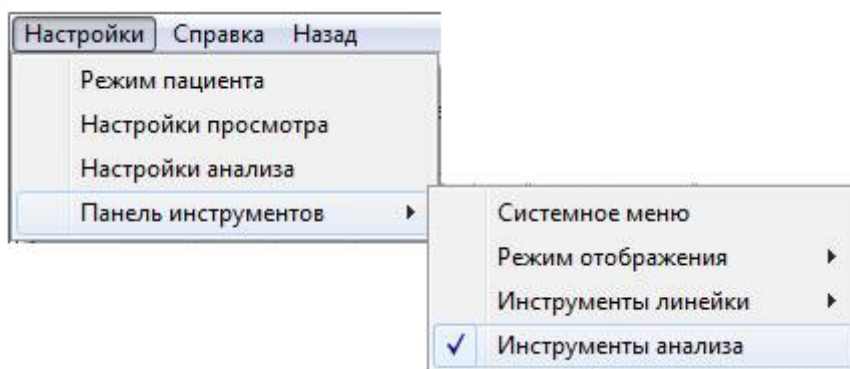 Настройки Справка Назад
Режим пациента
Настройки просмотра
Настройки анализа
Панель инструментов
Системное меню
Режим отображения
Инструменты линейки
Инструменты анализа